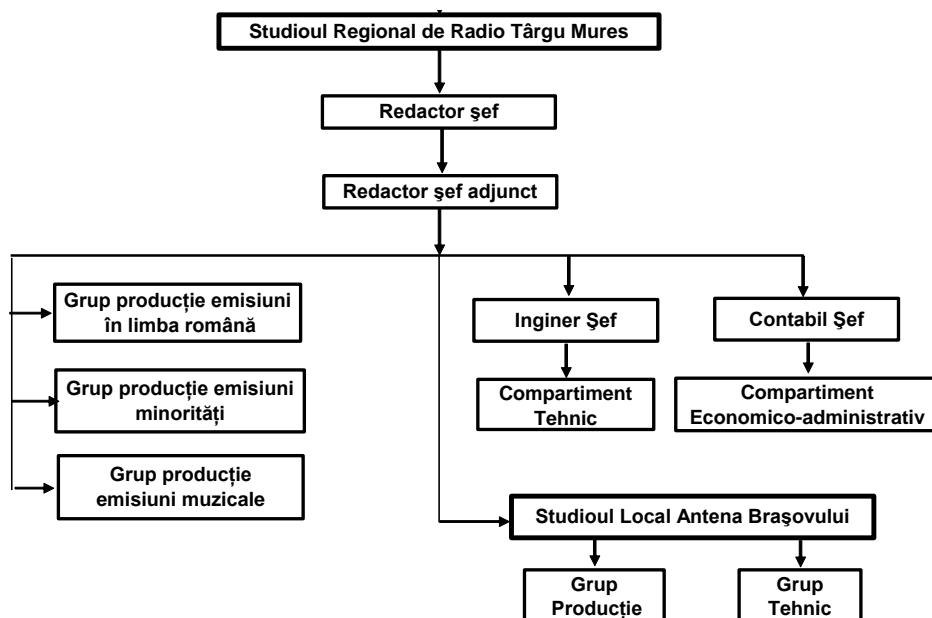 Studioul Regional de Radio Târgu Mures
Redactor şef
Redactor şef adjunct
Grup producție emisiuni
în limba română
Inginer Şef
Contabil Şef
Grup producție emisiuni
minorități
Compartiment
Tehnic
Compartiment
Economico-administrativ
Grup producție
emisiuni muzicale
Studioul Local Antena Braşovului
Grup
Producție
Grup
Tehnic